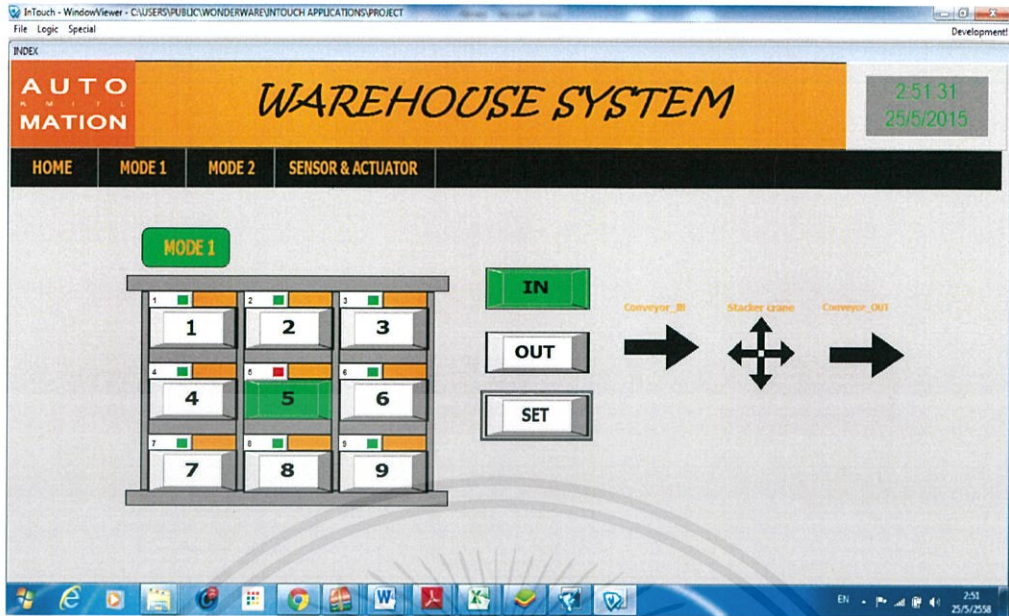 InTouch - WindowViewer - C:\USERS\PUBLIC\WONDERWARE\INTOUCH APPLICATIONS\PROJECT
File Logic Special
Development!
INDEX
AUTO
KMITL
MATION
WAREHOUSE SYSTEM
2:51 31
25/5/2015
HOME MODE 1 MODE 2 SENSOR & ACTUATOR
MODE 1
1 2 3
1 2 3
4 5 6
4 5 6
7 8 9
7 8 9
IN
OUT
SET
Conveyor_IN Stacker crane Conveyor_OUT
EN
2:51
25/5/2558